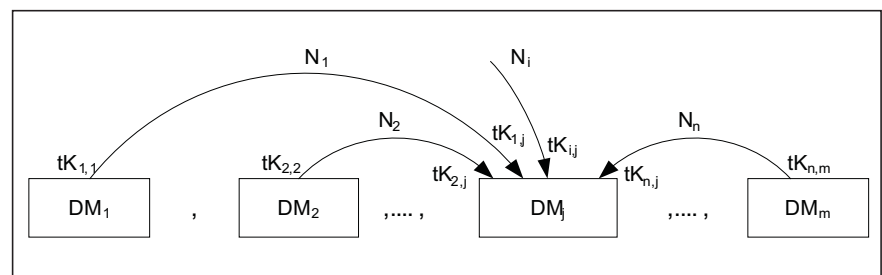 N₁ Nᵢ
N₂ Nₙ
tK₁,₁ tK₂,₂ tK₂,ⱼ tK₁,ⱼ tKᵢ,ⱼ tKₙ,ⱼ tKₙ,ₘ
DM₁ , DM₂ ,...., DMⱼ ,...., DMₘ